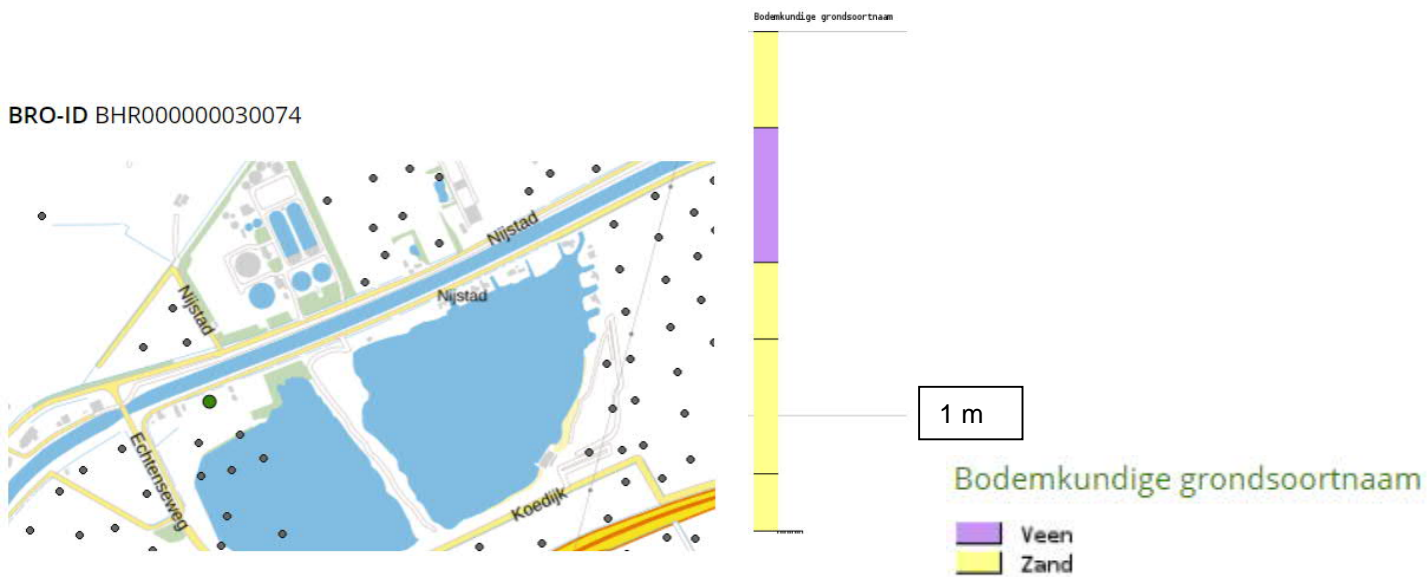 Bodemkundige grondsoortnaam
BRO-ID BHR000000030074
Nijstad
Nijstad
Nijstad
Echtenseweg
Koedijk
1 m
Bodemkundige grondsoortnaam
Veen
Zand